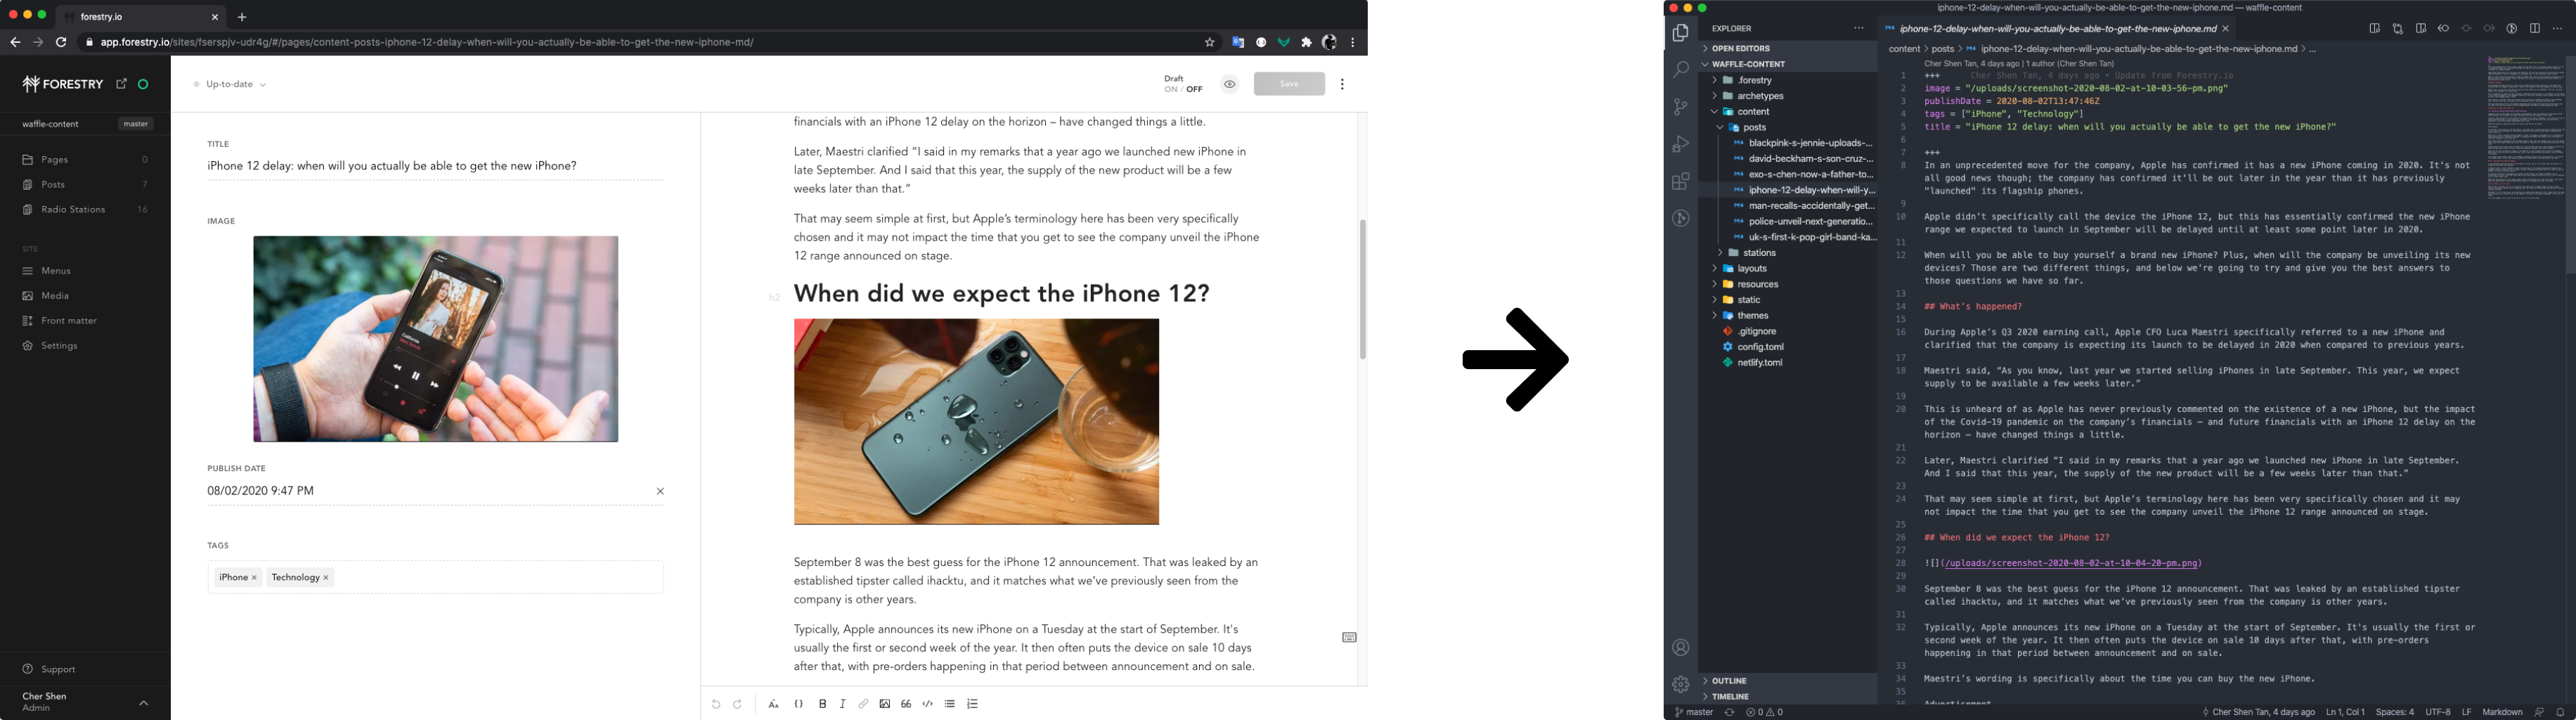 forestry.io
app.forestry.io/sites/fserspjv-udr4g/#/pages/content-posts-iphone-12-delay-when-will-you-actually-be-able-to-get-the-new-iphone-md/
FORESTRY
waffle-content master
Pages 0
Posts 7
Radio Stations 16
SITE
Menus
Media
Front matter
Settings
Support
Cher Shen
Admin
Up-to-date
Draft
ON / OFF
Save
TITLE
iPhone 12 delay: when will you actually be able to get the new iPhone?
IMAGE
PUBLISH DATE
08/02/2020 9:47 PM
TAGS
iPhone × Technology ×
financials with an iPhone 12 delay on the horizon – have changed things a little.
Later, Maestri clarified “I said in my remarks that a year ago we launched new iPhone in
late September. And I said that this year, the supply of the new product will be a few
weeks later than that.”
That may seem simple at first, but Apple’s terminology here has been very specifically
chosen and it may not impact the time that you get to see the company unveil the iPhone
12 range announced on stage.
h2
When did we expect the iPhone 12?
September 8 was the best guess for the iPhone 12 announcement. That was leaked by an
established tipster called ihacktu, and it matches what we’ve previously seen from the
company is other years.
Typically, Apple announces its new iPhone on a Tuesday at the start of September. It's
usually the first or second week of the year. It then often puts the device on sale 10 days
after that, with pre-orders happening in that period between announcement and on sale.
iphone-12-delay-when-will-you-actually-be-able-to-get-the-new-iphone.md — waffle-content
EXPLORER
OPEN EDITORS
WAFFLE-CONTENT
.forestry
archetypes
content
posts
blackpink-s-jennie-uploads-...
david-beckham-s-son-cruz-...
exo-s-chen-now-a-father-to...
iphone-12-delay-when-will-y...
man-recalls-accidentally-get...
police-unveil-next-generatio...
uk-s-first-k-pop-girl-band-ka...
stations
layouts
resources
static
themes
.gitignore
config.toml
netlify.toml
OUTLINE
TIMELINE
iphone-12-delay-when-will-you-actually-be-able-to-get-the-new-iphone.md
content > posts > iphone-12-delay-when-will-you-actually-be-able-to-get-the-new-iphone.md > ...
Cher Shen Tan, 4 days ago | 1 author (Cher Shen Tan)
1 +++ Cher Shen Tan, 4 days ago • Update from Forestry.io
2 image = "/uploads/screenshot-2020-08-02-at-10-03-56-pm.png"
3 publishDate = 2020-08-02T13:47:46Z
4 tags = ["iPhone", "Technology"]
5 title = "iPhone 12 delay: when will you actually be able to get the new iPhone?"
6
7 +++
8 In an unprecedented move for the company, Apple has confirmed it has a new iPhone coming in 2020. It's not
all good news though; the company has confirmed it'll be out later in the year than it has previously
"launched" its flagship phones.
9
10 Apple didn't specifically call the device the iPhone 12, but this has essentially confirmed the new iPhone
range we expected to launch in September will be delayed until at least some point later in 2020.
11
12 When will you be able to buy yourself a brand new iPhone? Plus, when will the company be unveiling its new
devices? Those are two different things, and below we're going to try and give you the best answers to
those questions we have so far.
13
14 ## What's happened?
15
16 During Apple’s Q3 2020 earning call, Apple CFO Luca Maestri specifically referred to a new iPhone and
clarified that the company is expecting its launch to be delayed in 2020 when compared to previous years.
17
18 Maestri said, “As you know, last year we started selling iPhones in late September. This year, we expect
supply to be available a few weeks later.”
19
20 This is unheard of as Apple has never previously commented on the existence of a new iPhone, but the impact
of the Covid-19 pandemic on the company’s financials – and future financials with an iPhone 12 delay on the
horizon – have changed things a little.
21
22 Later, Maestri clarified “I said in my remarks that a year ago we launched new iPhone in late September.
And I said that this year, the supply of the new product will be a few weeks later than that.”
23
24 That may seem simple at first, but Apple’s terminology here has been very specifically chosen and it may
not impact the time that you get to see the company unveil the iPhone 12 range announced on stage.
25
26 ## When did we expect the iPhone 12?
27
28 ![](/uploads/screenshot-2020-08-02-at-10-04-20-pm.png)
29
30 September 8 was the best guess for the iPhone 12 announcement. That was leaked by an established tipster
called ihacktu, and it matches what we’ve previously seen from the company is other years.
31
32 Typically, Apple announces its new iPhone on a Tuesday at the start of September. It's usually the first or
second week of the year. It then often puts the device on sale 10 days after that, with pre-orders
happening in that period between announcement and on sale.
33
34 Maestri’s wording is specifically about the time you can buy the new iPhone.
35
master 0 0 Cher Shen Tan, 4 days ago Ln 1, Col 1 Spaces: 4 UTF-8 LF Markdown